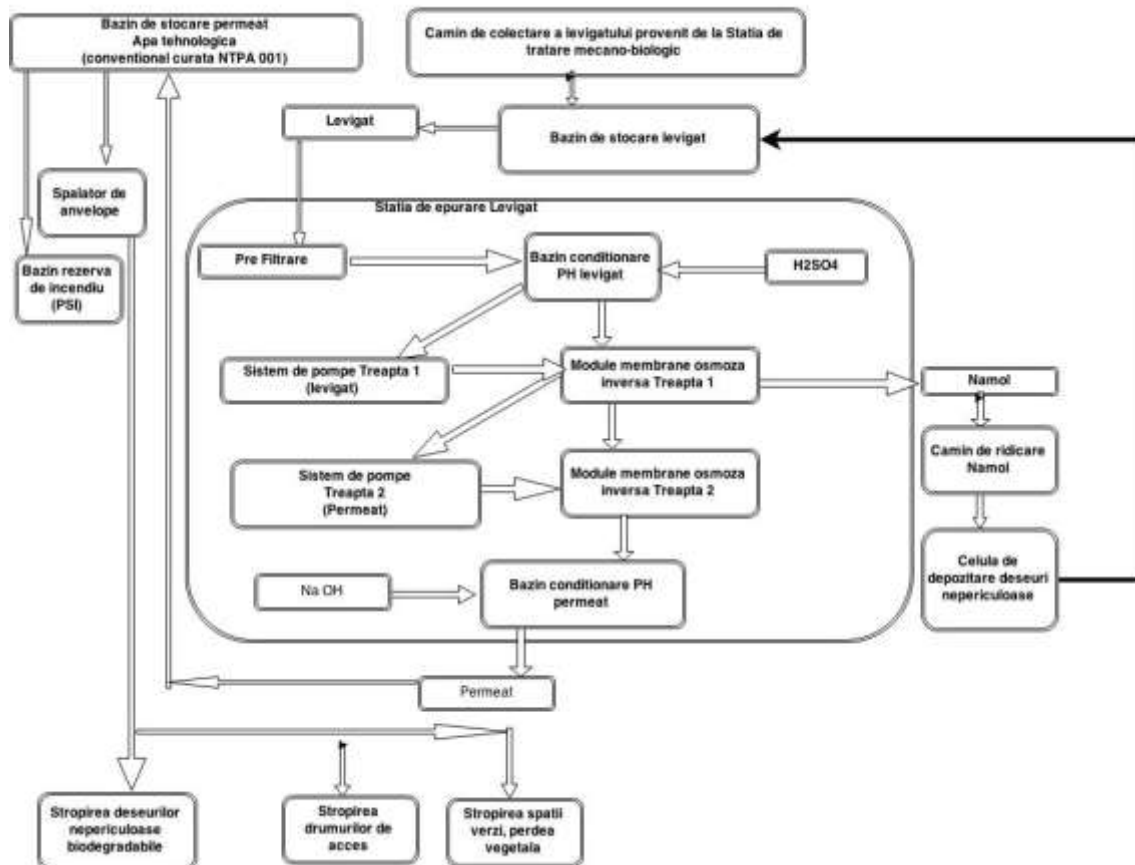 Bazin de stocare permeat
Apa tehnologica
(conventional curata NTPA 001)
Camin de colectare a levigatului provenit de la Statia de
tratare mecano-biologic
Levigat
Bazin de stocare levigat
Spalator de
anvelope
Bazin rezerva
de incendiu
(PSI)
Statia de epurare Levigat
Pre Filtrare
Bazin conditionare
PH levigat
H2SO4
Sistem de pompe Treapta 1
(levigat)
Module membrane osmoza
inversa Treapta 1
Namol
Camin de ridicare
Namol
Sistem de pompe
Treapta 2
(Permeat)
Module membrane osmoza
inversa Treapta 2
Celula de
depozitare deseuri
nepericuloase
Na OH
Bazin conditionare PH
permeat
Permeat
Stropirea deseurilor
nepericuloase
biodegradabile
Stropirea
drumurilor de
acces
Stropirea spatii
verzi, perdea
vegetala